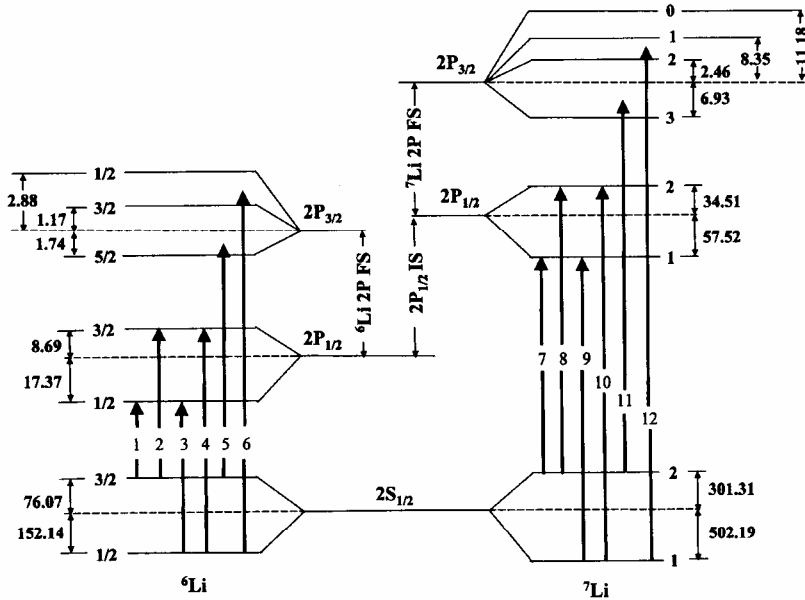 0
1
2
3
2P3/2
11.18
8.35
2.46
6.93
⁷Li 2P FS
2P1/2
2
1
34.51
57.52
2P1/2 IS
1/2
3/2
5/2
2.88
1.17
1.74
2P3/2
⁶Li 2P FS
3/2
1/2
8.69
17.37
2P1/2
1 2 3 4 5 6
7 8 9 10 11 12
3/2
1/2
76.07
152.14
2S1/2
2
1
301.31
502.19
⁶Li
⁷Li